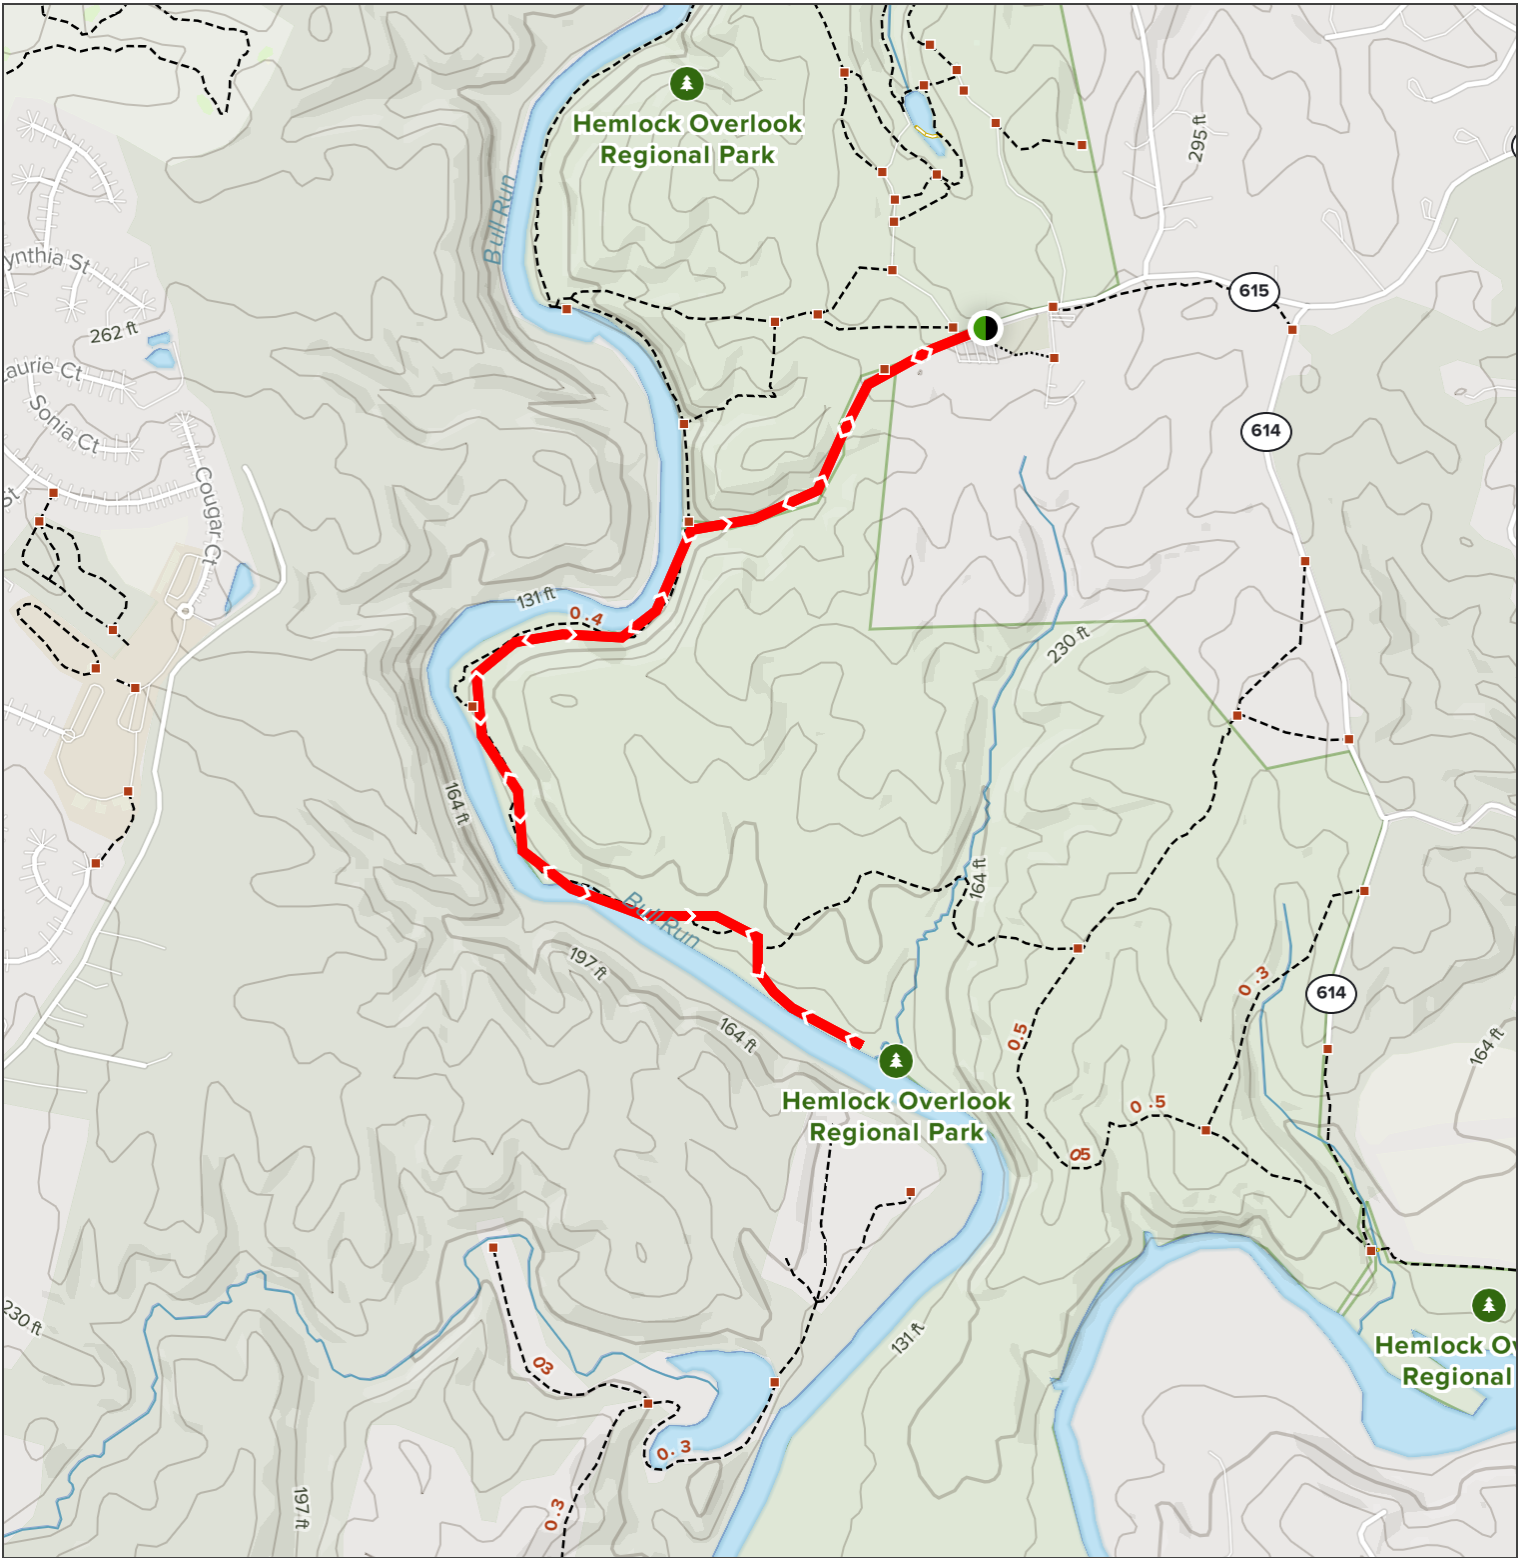 Hemlock Overlook
Regional Park
295 ft
Bull Run
ynthia St
262 ft
615
Laurie Ct
Sonia Ct
614
St
Cougar Ct
131 ft
0.4
230 ft
164 ft
164 ft
Bull Run
197 ft
0.3
614
164 ft
0.5
164 ft
Hemlock Overlook
Regional Park
0.5
05
230 ft
131 ft
03
Hemlock Ov
Regional
0.3
197 ft
0.3